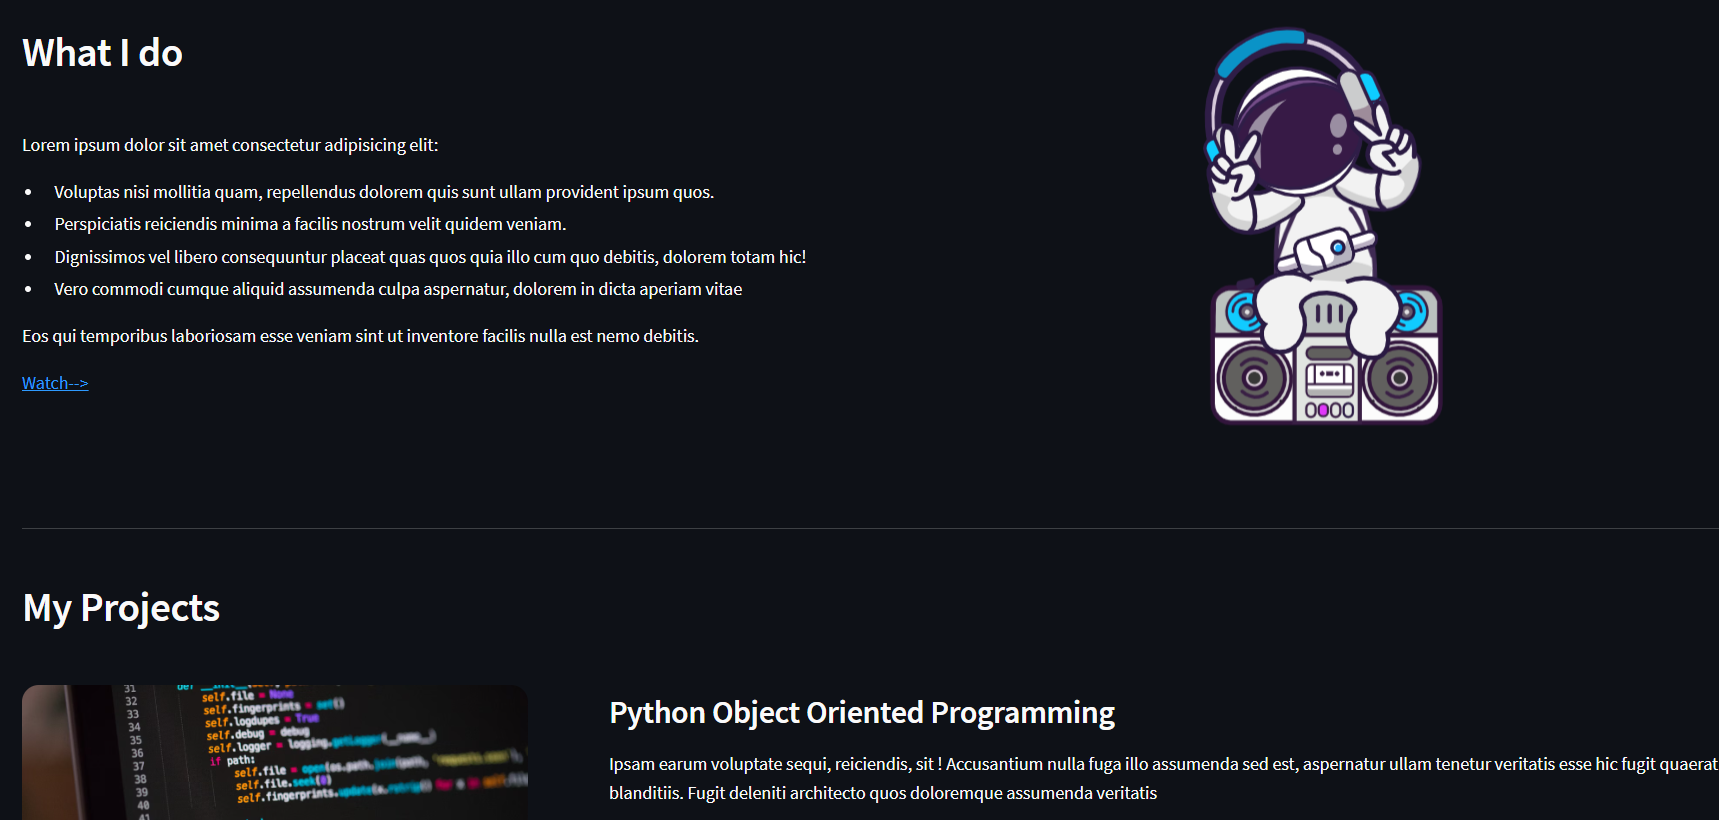 What I do
Lorem ipsum dolor sit amet consectetur adipisicing elit:
• Voluptas nisi mollitia quam, repellendus dolorem quis sunt ullam provident ipsum quos.
• Perspiciatis reiciendis minima a facilis nostrum velit quidem veniam.
• Dignissimos vel libero consequuntur placeat quas quos quia illo cum quo debitis, dolorem totam hic!
• Vero commodi cumque aliquid assumenda culpa aspernatur, dolorem in dicta aperiam vitae
Eos qui temporibus laboriosam esse veniam sint ut inventore facilis nulla est nemo debitis.
Watch-->
My Projects
31
32 self.file = None
33 self.fingerprints = set()
34 self.logdupes = True
35 self.debug = debug
36 self.logger = logging.getLogger(__name__)
37 if path:
38 self.file = open(os.path.join(path,
39 self.file.seek(0)
40 self.fingerprints.update(
41
Python Object Oriented Programming
Ipsam earum voluptate sequi, reiciendis, sit ! Accusantium nulla fuga illo assumenda sed est, aspernatur ullam tenetur veritatis esse hic fugit quaerat
blanditiis. Fugit deleniti architecto quos doloremque assumenda veritatis